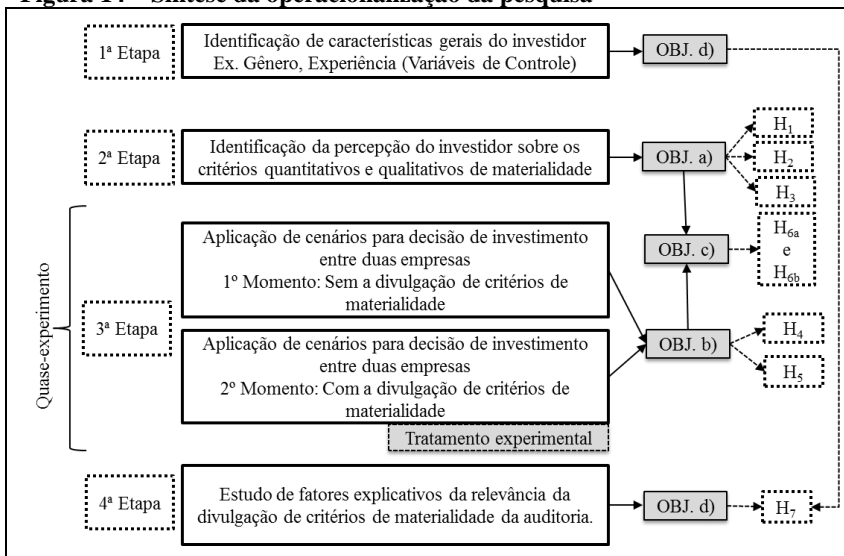 Figura 14 - Síntese da operacionalização da pesquisa
1ª Etapa
Identificação de características gerais do investidor
Ex. Gênero, Experiência (Variáveis de Controle)
OBJ. d)
2ª Etapa
Identificação da percepção do investidor sobre os
critérios quantitativos e qualitativos de materialidade
OBJ. a)
H1
H2
H3
Quase-experimento
3ª Etapa
Aplicação de cenários para decisão de investimento
entre duas empresas
1º Momento: Sem a divulgação de critérios de
materialidade
OBJ. c)
H6a
e
H6b
Aplicação de cenários para decisão de investimento
entre duas empresas
2º Momento: Com a divulgação de critérios de
materialidade
Tratamento experimental
OBJ. b)
H4
H5
4ª Etapa
Estudo de fatores explicativos da relevância da
divulgação de critérios de materialidade da auditoria.
OBJ. d)
H7